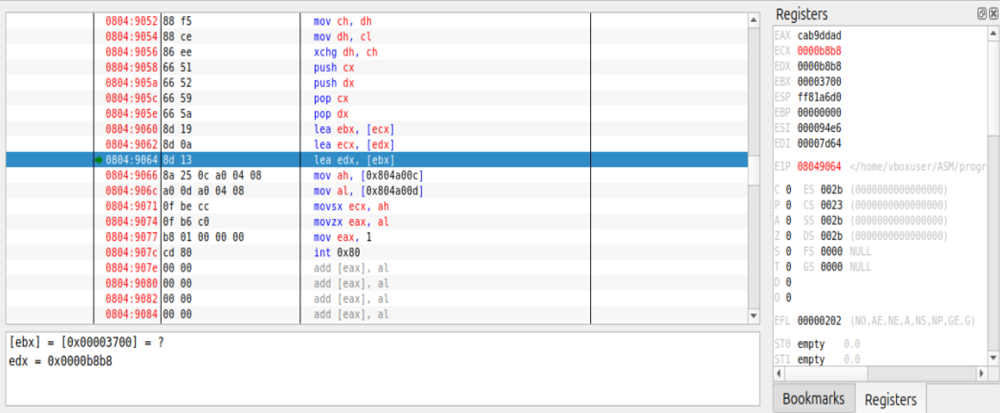 0804:9052 88 f5 mov ch, dh
0804:9054 88 ce mov dh, cl
0804:9056 86 ee xchg dh, ch
0804:9058 66 51 push cx
0804:905a 66 52 push dx
0804:905c 66 59 pop cx
0804:905e 66 5a pop dx
0804:9060 8d 19 lea ebx, [ecx]
0804:9062 8d 0a lea ecx, [edx]
0804:9064 8d 13 lea edx, [ebx]
0804:9066 8a 25 0c a0 04 08 mov ah, [0x804a00c]
0804:906c a0 0d a0 04 08 mov al, [0x804a00d]
0804:9071 0f be cc movsx ecx, ah
0804:9074 0f b6 c0 movzx eax, al
0804:9077 b8 01 00 00 00 mov eax, 1
0804:907c cd 80 int 0x80
0804:907e 00 00 add [eax], al
0804:9080 00 00 add [eax], al
0804:9082 00 00 add [eax], al
0804:9084 00 00 add [eax], al
[ebx] = [0x00003700] = ?
edx = 0x0000b8b8
Registers
EAX cab9ddad
ECX 0000b8b8
EDX 0000b8b8
EBX 00003700
ESP ff81a6d0
EBP 00000000
ESI 000094e6
EDI 00007d64
EIP 08049064 </home/vboxuser/ASM/progr
C 0 ES 002b (0000000000000000)
P 0 CS 0023 (0000000000000000)
A 0 SS 002b (0000000000000000)
Z 0 DS 002b (0000000000000000)
S 0 FS 0000 NULL
T 0 GS 0000 NULL
D 0
O 0
EFL 00000202 (NO,AE,NE,A,NS,NP,GE,G)
ST0 empty 0.0
ST1 empty 0.0
Bookmarks Registers